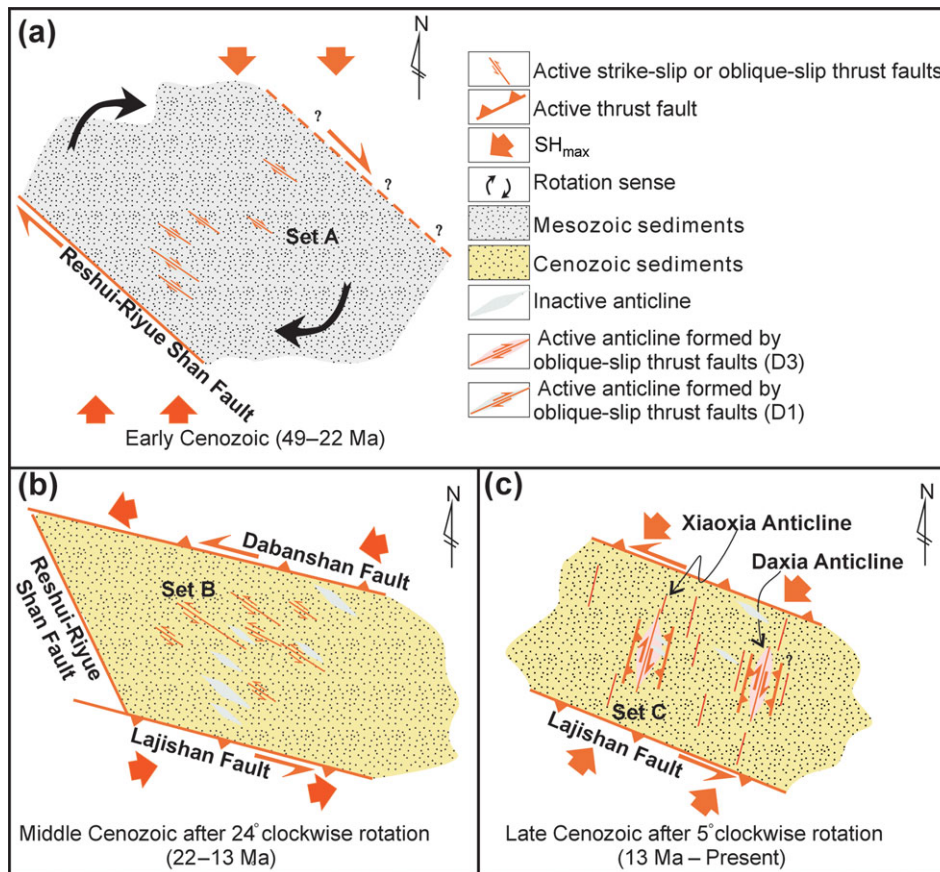 (a)
N
?
?
?
Set A
Reshui-Riyue Shan Fault
Early Cenozoic (49–22 Ma)
Active strike-slip or oblique-slip thrust faults
Active thrust fault
SHmax
Rotation sense
Mesozoic sediments
Cenozoic sediments
Inactive anticline
Active anticline formed by
oblique-slip thrust faults (D3)
Active anticline formed by
oblique-slip thrust faults (D1)
(b)
N
Dabanshan Fault
Set B
Reshui-Riyue
Shan Fault
Lajishan Fault
Middle Cenozoic after 24° clockwise rotation
(22–13 Ma)
(c)
N
Xiaoxia Anticline
Daxia Anticline
?
Set C
Lajishan Fault
Late Cenozoic after 5° clockwise rotation
(13 Ma – Present)